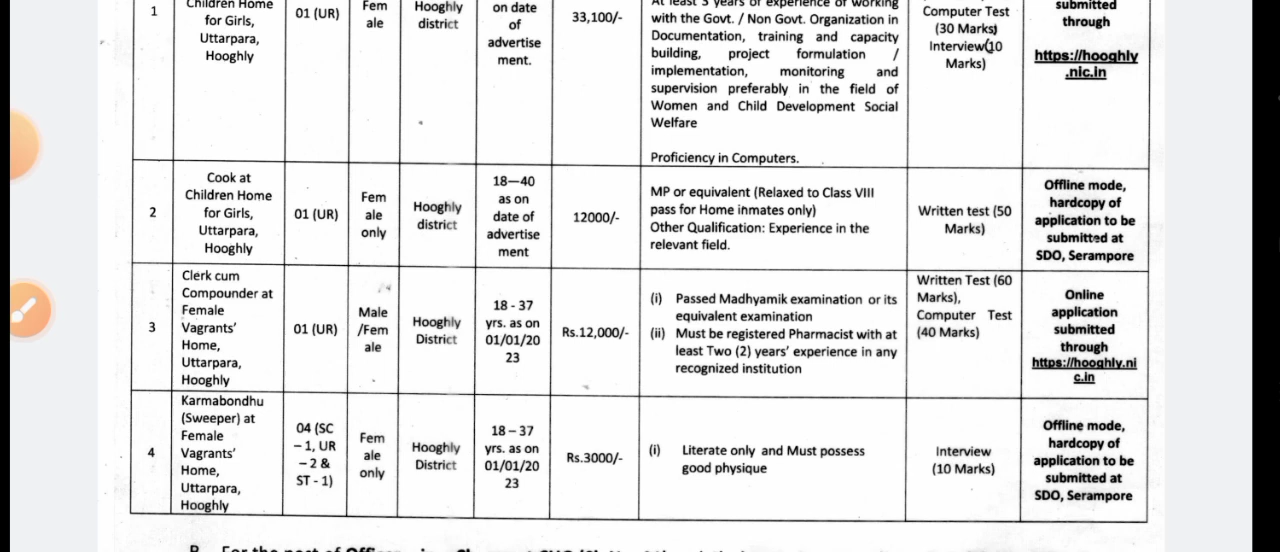 1
Children Home
for Girls,
Uttarpara,
Hooghly
01 (UR)
Fem
ale
Hooghly
district
on date
of
advertise
ment.
33,100/-
At least 3 years of experience of working
with the Govt. / Non Govt. Organization in
Documentation, training and capacity
building, project formulation /
implementation, monitoring and
supervision preferably in the field of
Women and Child Development Social
Welfare
Proficiency in Computers.
Computer Test
(30 Marks)
Interview(10
Marks)
submitted
through
https://hooghly
.nic.in
2
Cook at
Children Home
for Girls,
Uttarpara,
Hooghly
01 (UR)
Fem
ale
only
Hooghly
district
18—40
as on
date of
advertise
ment
12000/-
MP or equivalent (Relaxed to Class VIII
pass for Home inmates only)
Other Qualification: Experience in the
relevant field.
Written test (50
Marks)
Offline mode,
hardcopy of
application to be
submitted at
SDO, Serampore
3
Clerk cum
Compounder at
Female
Vagrants'
Home,
Uttarpara,
Hooghly
01 (UR)
Male
/Fem
ale
Hooghly
District
18 - 37
yrs. as on
01/01/20
23
Rs.12,000/-
(i) Passed Madhyamik examination or its
equivalent examination
(ii) Must be registered Pharmacist with at
least Two (2) years' experience in any
recognized institution
Written Test (60
Marks),
Computer Test
(40 Marks)
Online
application
submitted
through
https://hooghly.ni
c.in
4
Karmabondhu
(Sweeper) at
Female
Vagrants'
Home,
Uttarpara,
Hooghly
04 (SC
– 1, UR
– 2 &
ST - 1)
Fem
ale
only
Hooghly
District
18 – 37
yrs. as on
01/01/20
23
Rs.3000/-
(i) Literate only and Must possess
good physique
Interview
(10 Marks)
Offline mode,
hardcopy of
application to be
submitted at
SDO, Serampore
For the post of